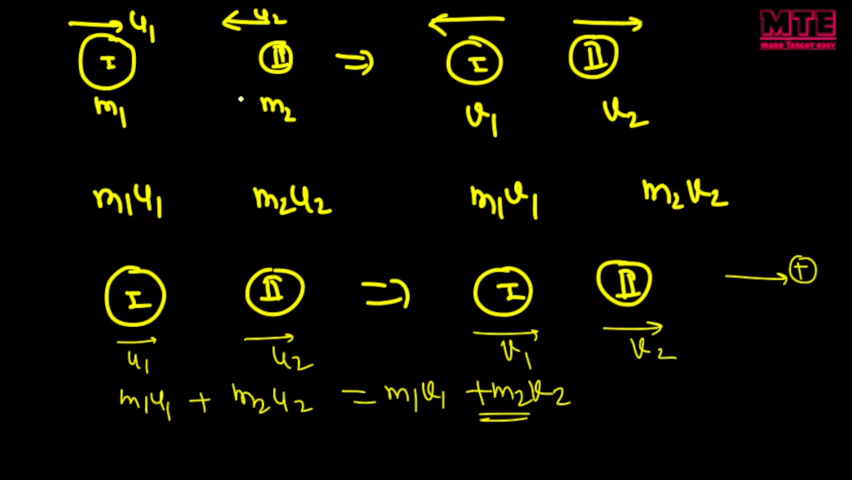 MTE
made Target easy
u₁ u₂
I II ⇒ I II
m₁ m₂ v₁ v₂
m₁u₁ m₂u₂ m₁v₁ m₂v₂
I II ⇒ I II → ⊕
u₁ u₂ v₁ v₂
m₁u₁ + m₂u₂ = m₁v₁ + m₂v₂